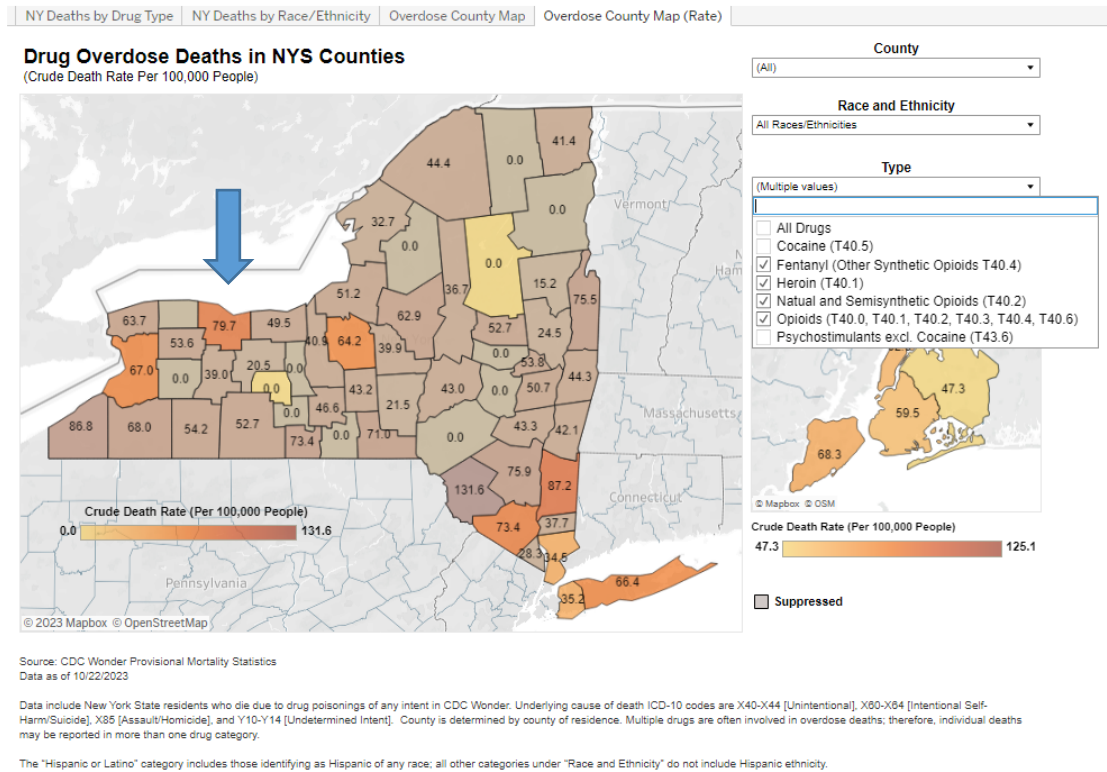 NY Deaths by Drug Type
NY Deaths by Race/Ethnicity
Overdose County Map
Overdose County Map (Rate)
Drug Overdose Deaths in NYS Counties
(Crude Death Rate Per 100,000 People)
County
(All)
Race and Ethnicity
All Races/Ethnicities
Type
(Multiple values)
All Drugs
Cocaine (T40.5)
Fentanyl (Other Synthetic Opioids T40.4)
Heroin (T40.1)
Natual and Semisynthetic Opioids (T40.2)
Opioids (T40.0, T40.1, T40.2, T40.3, T40.4, T40.6)
Psychostimulants excl. Cocaine (T43.6)
44.4
0.0
41.4
0.0
Vermont
32.7
0.0
0.0
Ham
36.7
15.2
75.5
51.2
62.9
63.7
79.7
49.5
53.6
40.9
64.2
39.9
52.7
24.5
67.0
0.0
39.0
20.5
0.0
0.0
0.0
53.8
43.2
43.0
0.0
50.7
44.3
86.8
68.0
54.2
52.7
0.0
46.6
21.5
73.4
0.0
71.0
0.0
43.3
42.1
Massachusetts
131.6
75.9
87.2
Connecticut
73.4
37.7
28.3
34.5
66.4
35.2
Pennsylvania
Crude Death Rate (Per 100,000 People)
0.0
131.6
© 2023 Mapbox © OpenStreetMap
47.3
59.5
68.3
© Mapbox © OSM
Crude Death Rate (Per 100,000 People)
47.3
125.1
Suppressed
Source: CDC Wonder Provisional Mortality Statistics
Data as of 10/22/2023
Data include New York State residents who die due to drug poisonings of any intent in CDC Wonder. Underlying cause of death ICD-10 codes are X40-X44 [Unintentional], X60-X64 [Intentional Self-
Harm/Suicide], X85 [Assault/Homicide], and Y10-Y14 [Undetermined Intent]. County is determined by county of residence. Multiple drugs are often involved in overdose deaths; therefore, individual deaths
may be reported in more than one drug category.
The "Hispanic or Latino" category includes those identifying as Hispanic of any race; all other categories under "Race and Ethnicity" do not include Hispanic ethnicity.